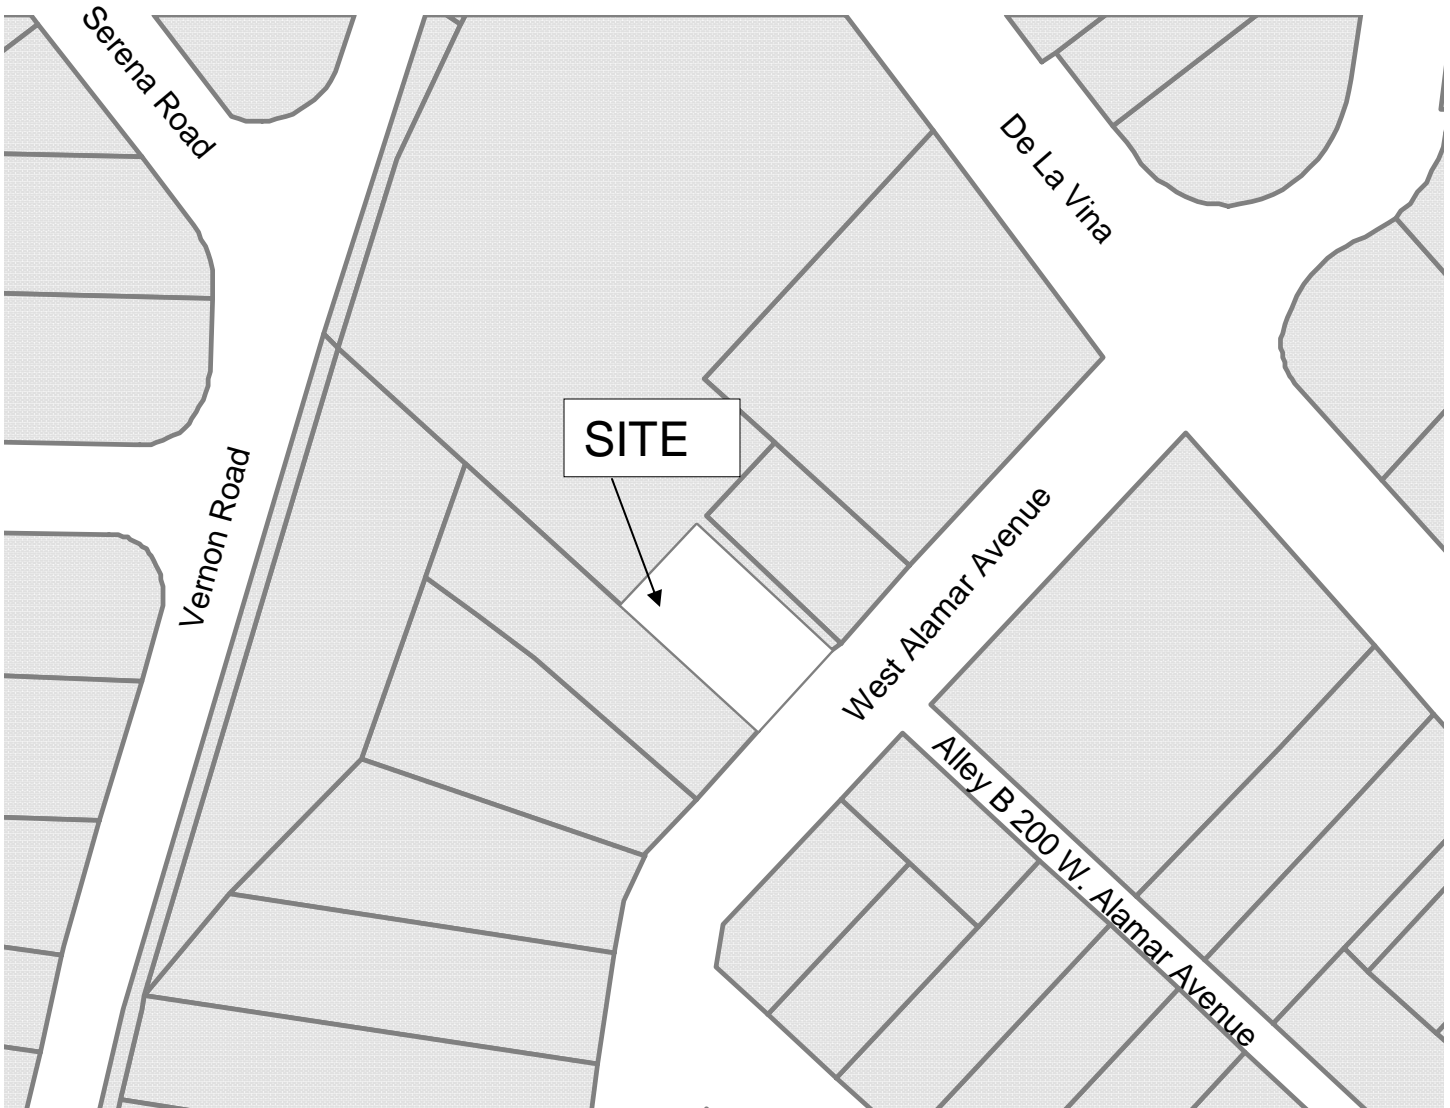 Serena Road
De La Vina
SITE
Vernon Road
West Alamar Avenue
Alley B 200 W. Alamar Avenue